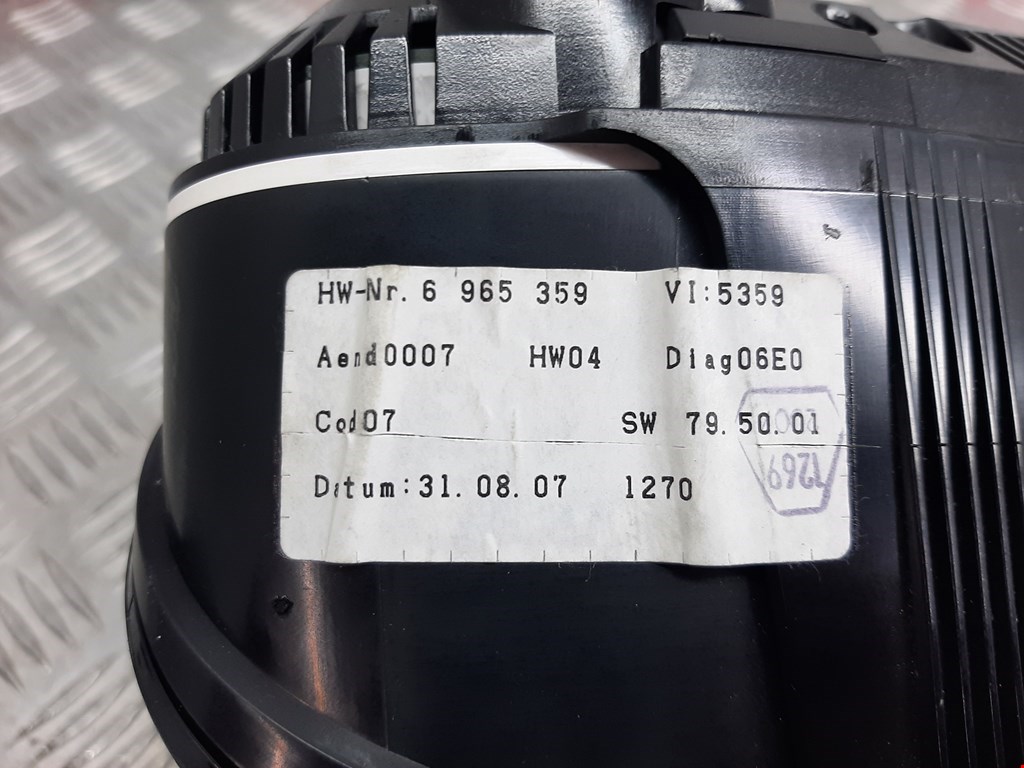 HW-Nr. 6 965 359 VI:5359
Aend0007 HW04 Diag06E0
Cod07 SW 79.50.01
Datum:31.08.07 1270
1269